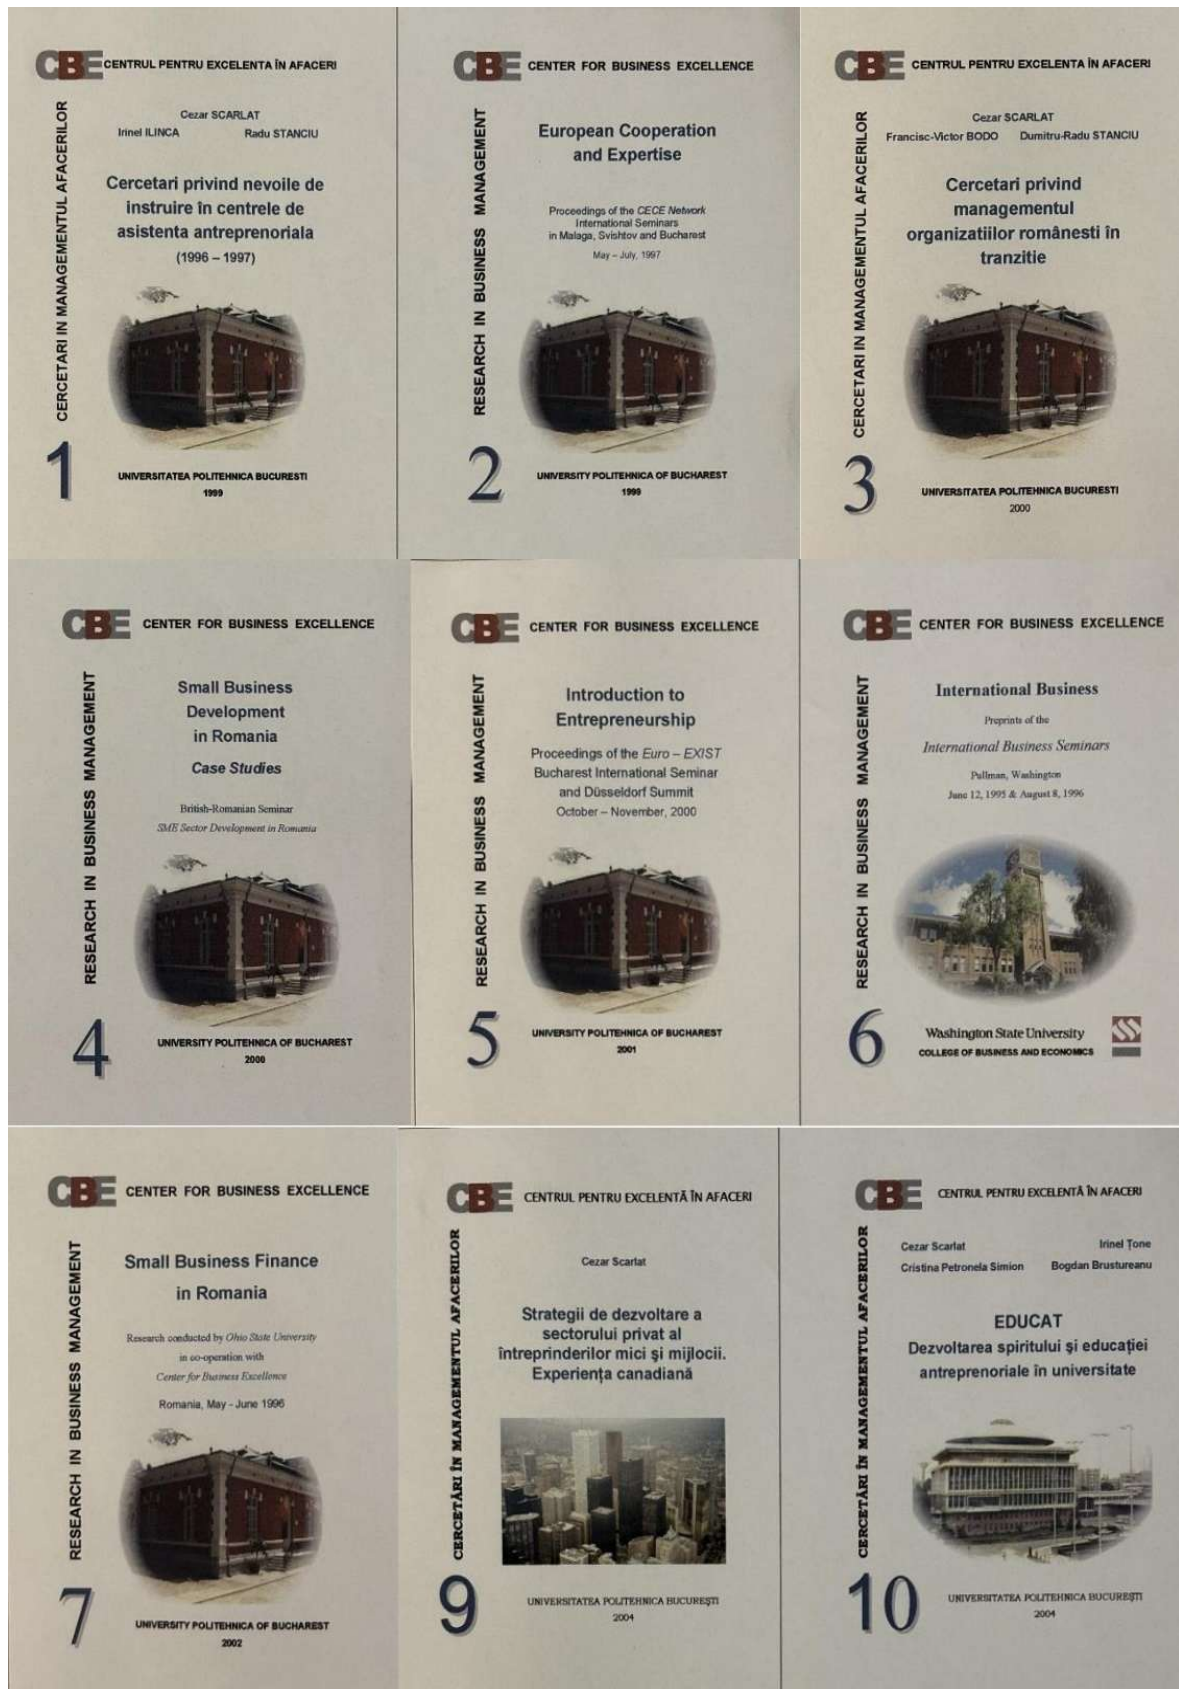 CBE CENTRUL PENTRU EXCELENTA ÎN AFACERI
CERCETARI IN MANAGEMENTUL AFACERILOR
Cezar SCARLAT
Irinel ILINCA Radu STANCIU
Cercetari privind nevoile de
instruire în centrele de
asistenta antreprenoriala
(1996 – 1997)
1
UNIVERSITATEA POLITEHNICA BUCURESTI
1999
CBE CENTER FOR BUSINESS EXCELLENCE
RESEARCH IN BUSINESS MANAGEMENT
European Cooperation
and Expertise
Proceedings of the CECE Network
International Seminars
in Malaga, Svishtov and Bucharest
May – July, 1997
2
UNIVERSITY POLITEHNICA OF BUCHAREST
1999
CBE CENTRUL PENTRU EXCELENTA ÎN AFACERI
CERCETARI IN MANAGEMENTUL AFACERILOR
Cezar SCARLAT
Francisc-Victor BODO Dumitru-Radu STANCIU
Cercetari privind
managementul
organizatiilor românesti în
tranzitie
3
UNIVERSITATEA POLITEHNICA BUCURESTI
2000
CBE CENTER FOR BUSINESS EXCELLENCE
RESEARCH IN BUSINESS MANAGEMENT
Small Business
Development
in Romania
Case Studies
British-Romanian Seminar
SME Sector Development in Romania
4
UNIVERSITY POLITEHNICA OF BUCHAREST
2000
CBE CENTER FOR BUSINESS EXCELLENCE
RESEARCH IN BUSINESS MANAGEMENT
Introduction to
Entrepreneurship
Proceedings of the Euro – EXIST
Bucharest International Seminar
and Düsseldorf Summit
October – November, 2000
5
UNIVERSITY POLITEHNICA OF BUCHAREST
2001
CBE CENTER FOR BUSINESS EXCELLENCE
RESEARCH IN BUSINESS MANAGEMENT
International Business
Preprints of the
International Business Seminars
Pullman, Washington
June 12, 1995 & August 8, 1996
6
Washington State University
COLLEGE OF BUSINESS AND ECONOMICS
CBE CENTER FOR BUSINESS EXCELLENCE
RESEARCH IN BUSINESS MANAGEMENT
Small Business Finance
in Romania
Research conducted by Ohio State University
in co-operation with
Center for Business Excellence
Romania, May - June 1996
7
UNIVERSITY POLITEHNICA OF BUCHAREST
2002
CBE CENTRUL PENTRU EXCELENTĂ ÎN AFACERI
CERCETĂRI ÎN MANAGEMENTUL AFACERILOR
Cezar Scarlat
Strategii de dezvoltare a
sectorului privat al
întreprinderilor mici şi mijlocii.
Experiența canadiană
9
UNIVERSITATEA POLITEHNICA BUCUREŞTI
2004
CBE CENTRUL PENTRU EXCELENTĂ ÎN AFACERI
CERCETĂRI ÎN MANAGEMENTUL AFACERILOR
Cezar Scarlat Irinel Țone
Cristina Petronela Simion Bogdan Brustureanu
EDUCAT
Dezvoltarea spiritului şi educației
antreprenoriale în universitate
10
UNIVERSITATEA POLITEHNICA BUCUREŞTI
2004